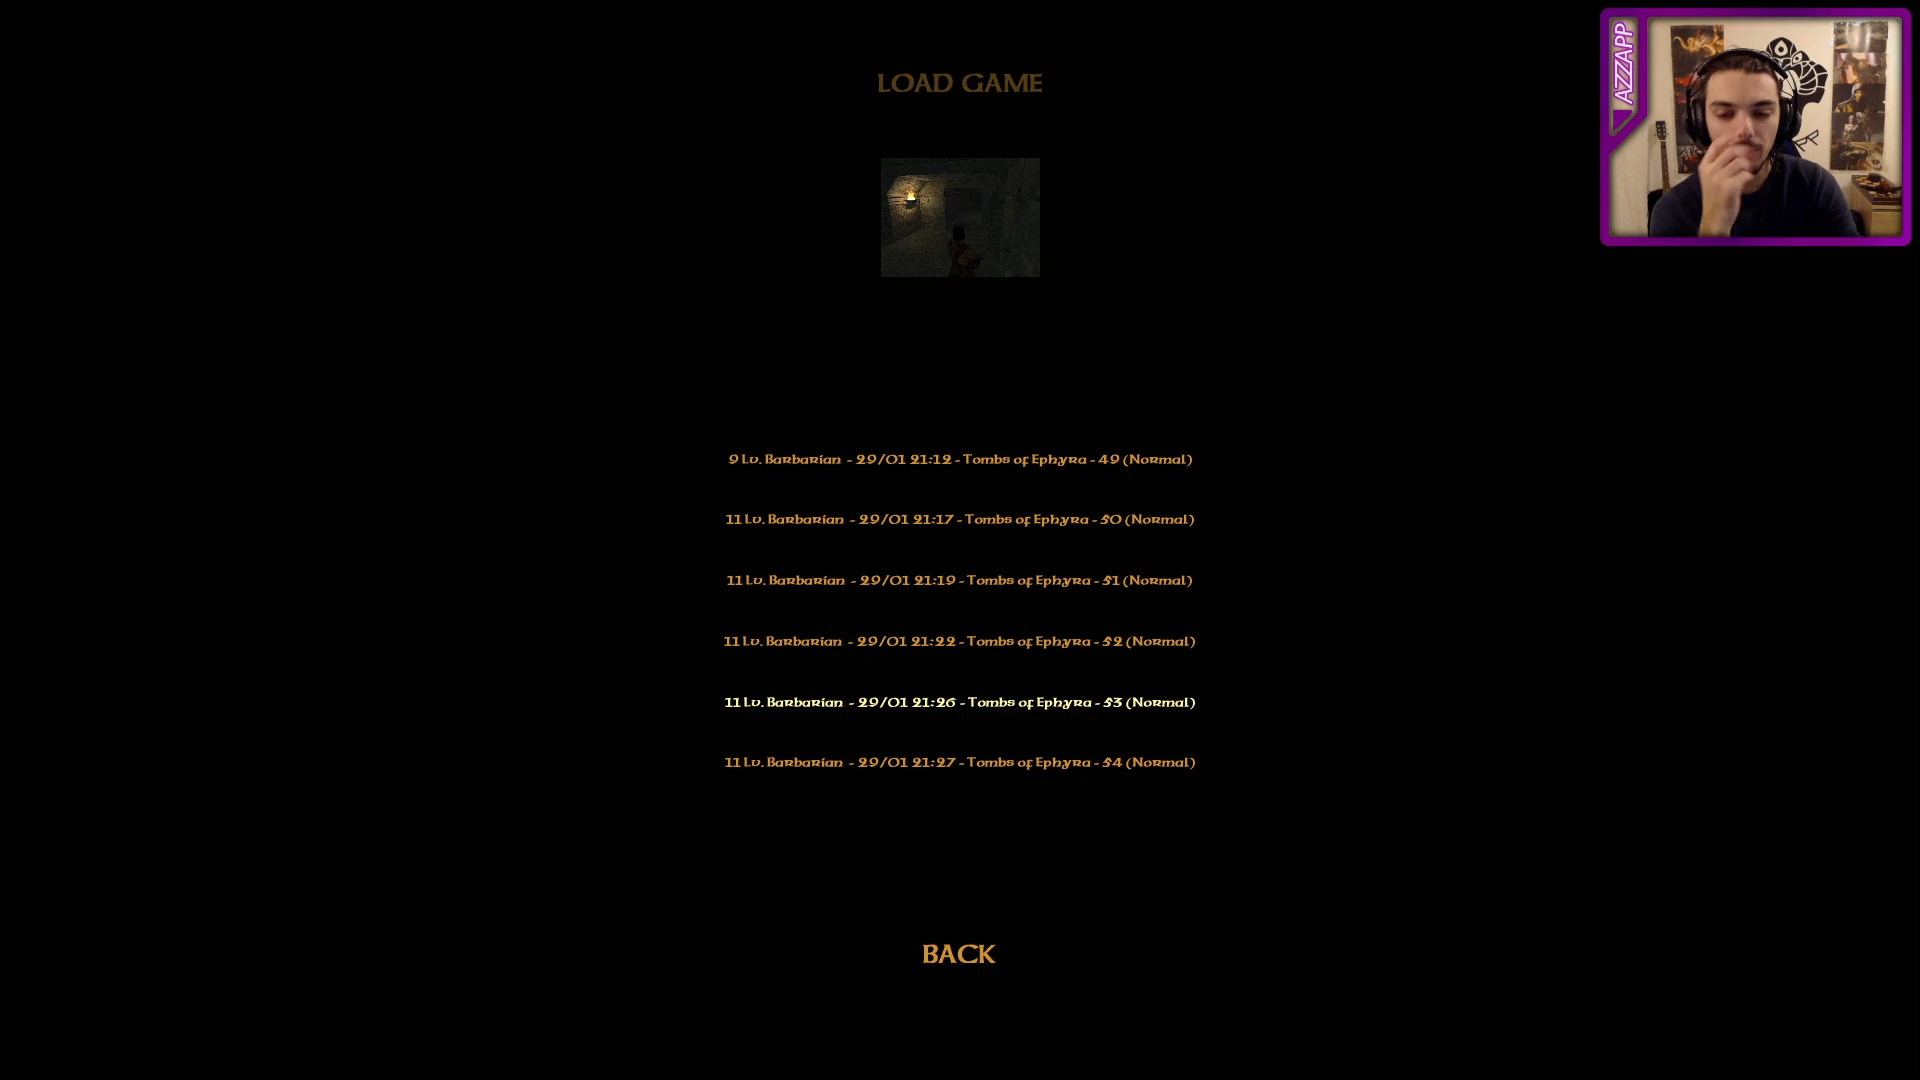 LOAD GAME
AZZAPP
9 Lv. Barbarian - 29/01 21:12 - Tombs of Ephyra - 49 (Normal)
11 Lv. Barbarian - 29/01 21:17 - Tombs of Ephyra - 50 (Normal)
11 Lv. Barbarian - 29/01 21:19 - Tombs of Ephyra - 51 (Normal)
11 Lv. Barbarian - 29/01 21:22 - Tombs of Ephyra - 52 (Normal)
11 Lv. Barbarian - 29/01 21:26 - Tombs of Ephyra - 53 (Normal)
11 Lv. Barbarian - 29/01 21:27 - Tombs of Ephyra - 54 (Normal)
BACK